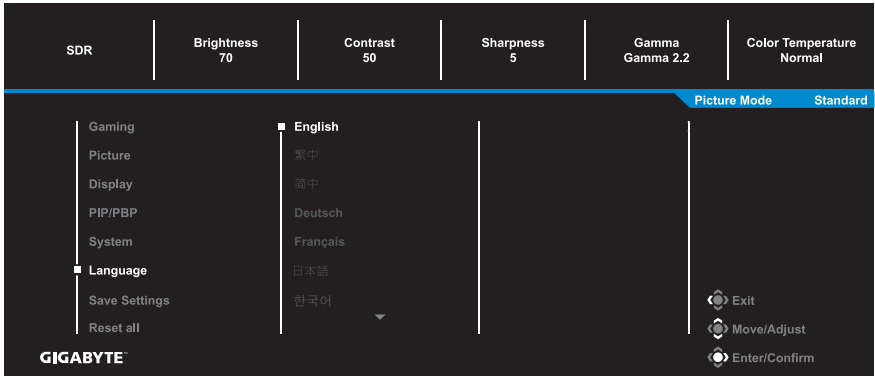 SDR
Brightness
70
Contrast
50
Sharpness
5
Gamma
Gamma 2.2
Color Temperature
Normal
Picture Mode Standard
Gaming
Picture
Display
PIP/PBP
System
Language
Save Settings
Reset all
English
繁中
简中
Deutsch
Français
日本語
한국어
Exit
Move/Adjust
Enter/Confirm
GIGABYTE™